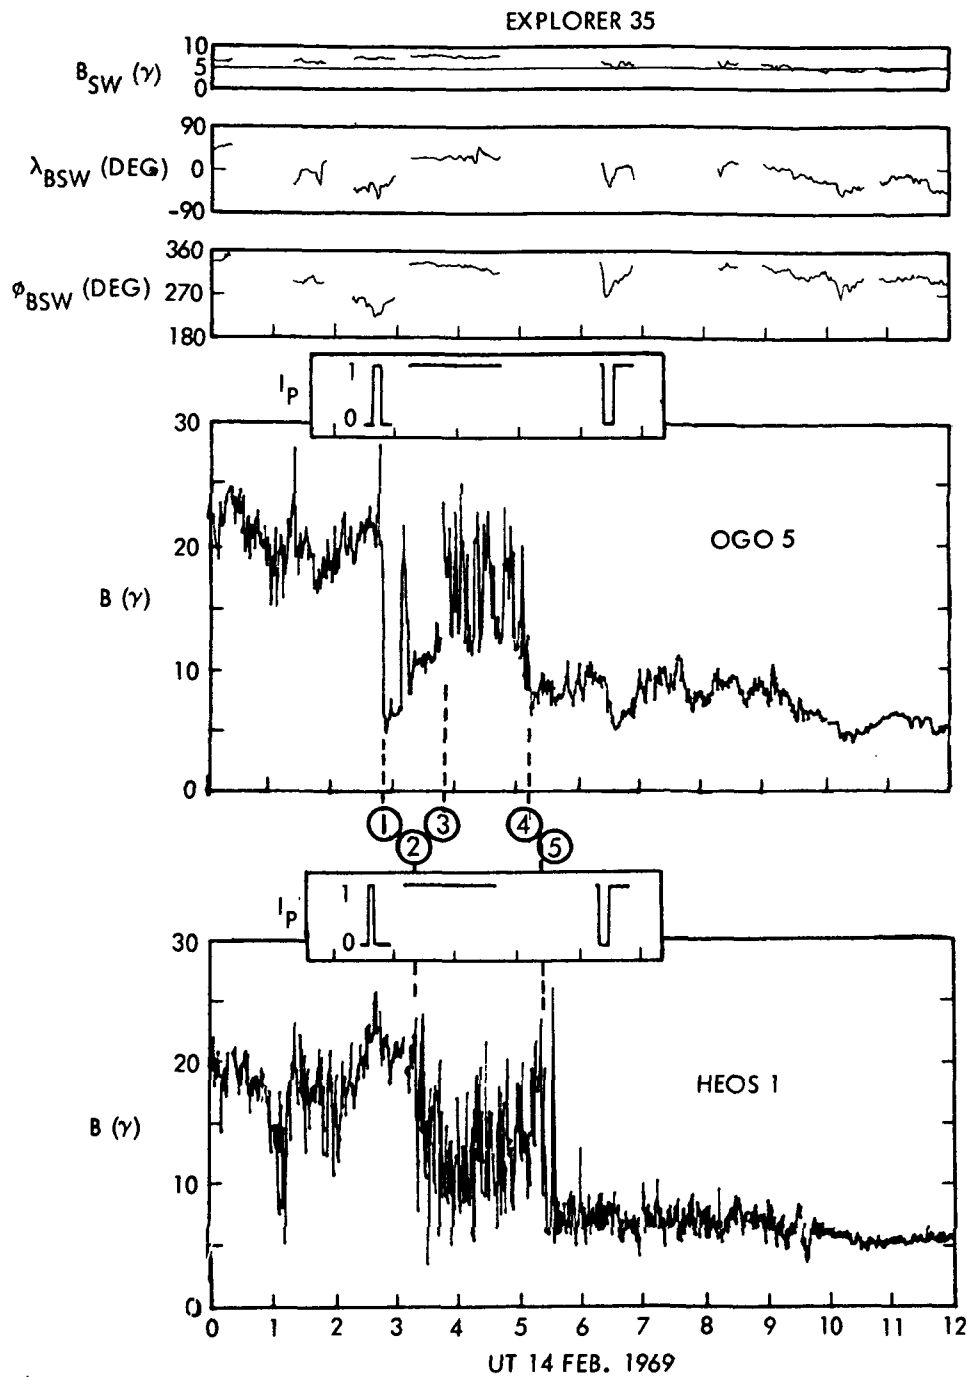 EXPLORER 35
10
5
0
B_SW (γ)
90
0
-90
λ_BSW (DEG)
360
270
180
φ_BSW (DEG)
I_P
1
0
30
20
10
0
B (γ)
OGO 5
1
2
3
4
5
I_P
1
0
30
20
10
0
B (γ)
HEOS 1
0 1 2 3 4 5 6 7 8 9 10 11 12
UT 14 FEB. 1969